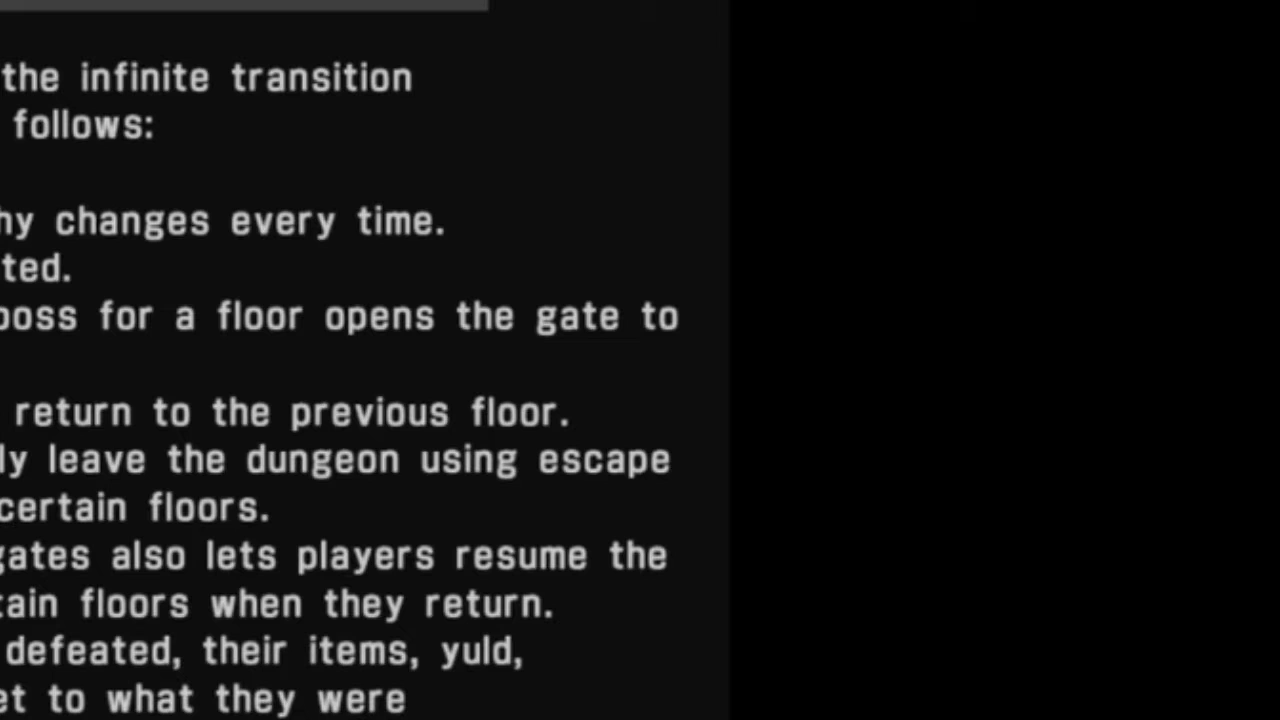 the infinite transition
follows:
hy changes every time.
ted.
boss for a floor opens the gate to
return to the previous floor.
ly leave the dungeon using escape
certain floors.
gates also lets players resume the
tain floors when they return.
defeated, their items, yuld,
et to what they were